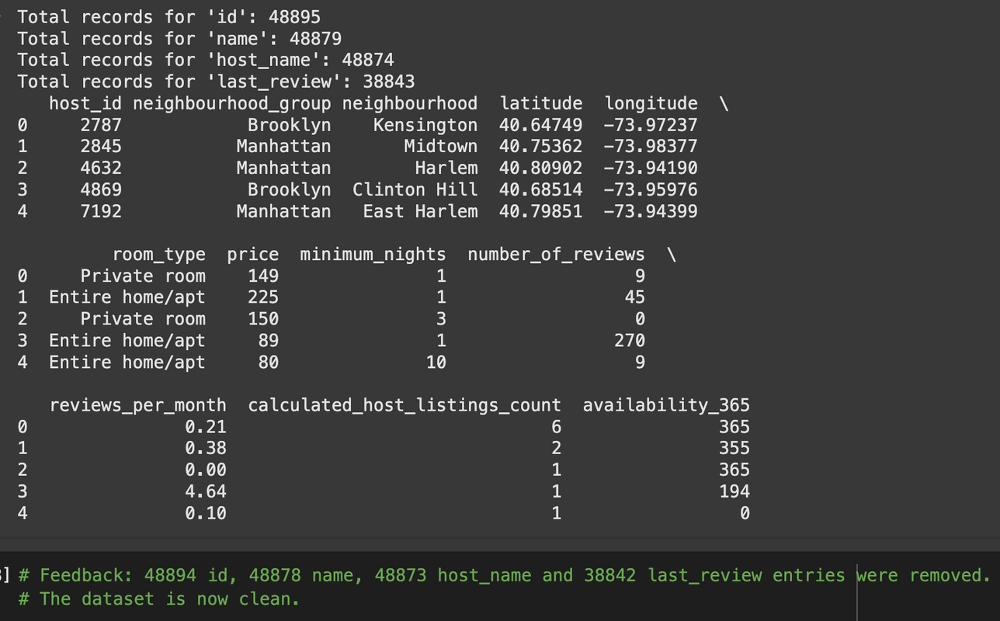 Total records for 'id': 48895
Total records for 'name': 48879
Total records for 'host_name': 48874
Total records for 'last_review': 38843
   host_id neighbourhood_group neighbourhood  latitude  longitude  \
0     2787            Brooklyn    Kensington  40.64749  -73.97237
1     2845           Manhattan       Midtown  40.75362  -73.98377
2     4632           Manhattan        Harlem  40.80902  -73.94190
3     4869            Brooklyn  Clinton Hill  40.68514  -73.95976
4     7192           Manhattan   East Harlem  40.79851  -73.94399
         room_type  price  minimum_nights  number_of_reviews  \
0     Private room    149               1                  9
1  Entire home/apt    225               1                 45
2     Private room    150               3                  0
3  Entire home/apt     89               1                270
4  Entire home/apt     80              10                  9
   reviews_per_month  calculated_host_listings_count  availability_365
0               0.21                               6               365
1               0.38                               2               355
2               0.00                               1               365
3               4.64                               1               194
4               0.10                               1                 0
] # Feedback: 48894 id, 48878 name, 48873 host_name and 38842 last_review entries were removed.
# The dataset is now clean.